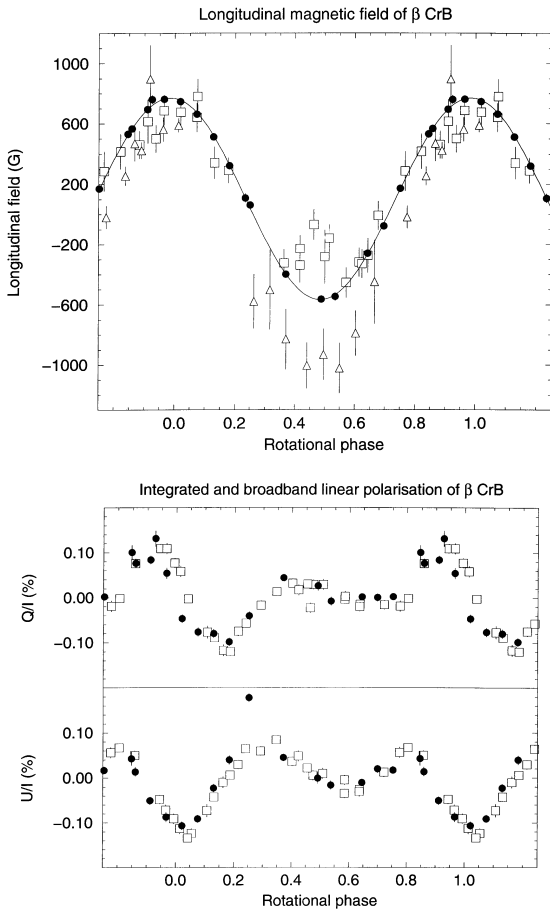 Longitudinal magnetic field of β CrB
1000
600
200
−200
−600
−1000
Longitudinal field (G)
0.0 0.2 0.4 0.6 0.8 1.0
Rotational phase
Integrated and broadband linear polarisation of β CrB
0.10
0.00
−0.10
Q/I (%)
0.10
0.00
−0.10
U/I (%)
0.0 0.2 0.4 0.6 0.8 1.0
Rotational phase